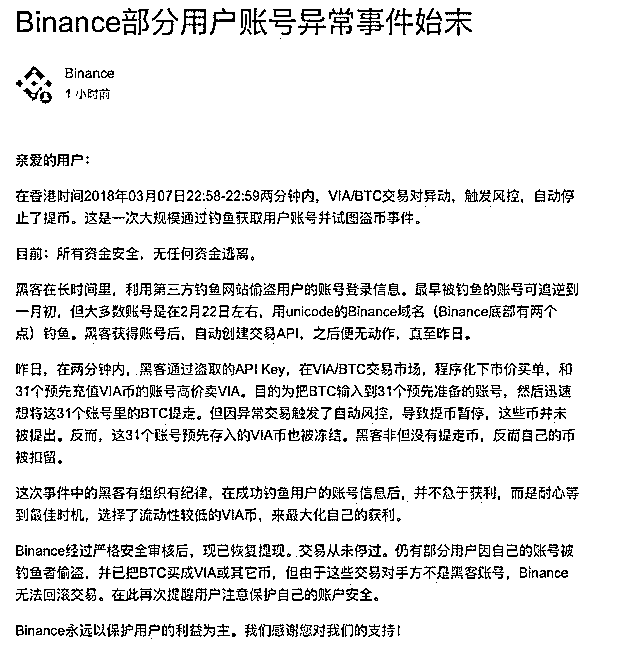 Binance部分用户账号异常事件始末
Binance
1 小时前
亲爱的用户：
在香港时间2018年03月07日22:58-22:59两分钟内，VIA/BTC交易对异动，触发风控，自动停
止了提币。这是一次大规模通过钓鱼获取用户账号并试图盗币事件。
目前：所有资金安全，无任何资金逃离。
黑客在长时间里，利用第三方钓鱼网站偷盗用户的账号登录信息。最早被钓鱼的账号可追逆到
一月初，但大多数账号是在2月22日左右，用unicode的Binance域名（Binance底部有两个
点）钓鱼。黑客获得账号后，自动创建交易API，之后便无动作，直至昨日。
昨日，在两分钟内，黑客通过盗取的API Key，在VIA/BTC交易市场，程序化下市价买单，和
31个预先充值VIA币的账号高价卖VIA。目的为把BTC输入到31个预先准备的账号，然后迅速
想将这31个账号里的BTC提走。但因异常交易触发了自动风控，导致提币暂停，这些币并未
被提出。反而，这31个账号预先存入的VIA币也被冻结。黑客非但没有提走币，反而自己的币
被扣留。
这次事件中的黑客有组织有纪律，在成功钓鱼用户的账号信息后，并不急于获利，而是耐心等
到最佳时机，选择了流动性较低的VIA币，来最大化自己的获利。
Binance经过严格安全审核后，现已恢复提现。交易从未停过。仍有部分用户因自己的账号被
钓鱼者偷盗，并已把BTC买成VIA或其它币，但由于这些交易对手方不是黑客账号，Binance
无法回滚交易。在此再次提醒用户注意保护自己的账户安全。
Binance永远以保护用户的利益为主。我们感谢您对我们的支持！